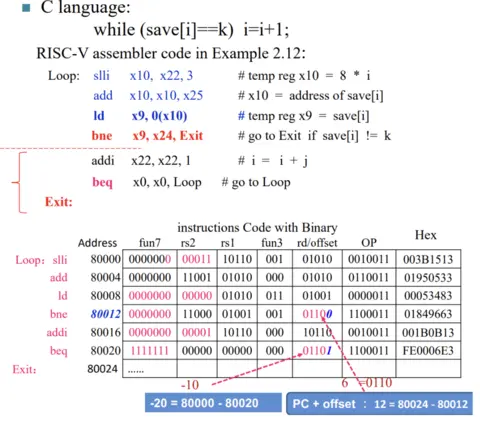 C language:
while (save[i]==k) i=i+1;
RISC-V assembler code in Example 2.12:
Loop: slli x10, x22, 3 # temp reg x10 = 8 * i
add x10, x10, x25 # x10 = address of save[i]
ld x9, 0(x10) # temp reg x9 = save[i]
bne x9, x24, Exit # go to Exit if save[i] != k
addi x22, x22, 1 # i = i + j
beq x0, x0, Loop # go to Loop
Exit:
instructions Code with Binary
Address fun7 rs2 rs1 fun3 rd/offset OP Hex
Loop: slli 80000 0000000 00011 10110 001 01010 0010011 003B1513
add 80004 0000000 11001 01010 000 01010 0110011 01950533
ld 80008 0000000 00000 01010 011 01001 0000011 00053483
bne 80012 0000000 11000 01001 001 01100 1100011 01849663
addi 80016 0000000 00001 10110 000 10110 0010011 001B0B13
beq 80020 1111111 00000 00000 000 01101 1100011 FE0006E3
Exit: 80024 ......
-10 6 =0110
-20 = 80000 - 80020 PC + offset : 12 = 80024 - 80012